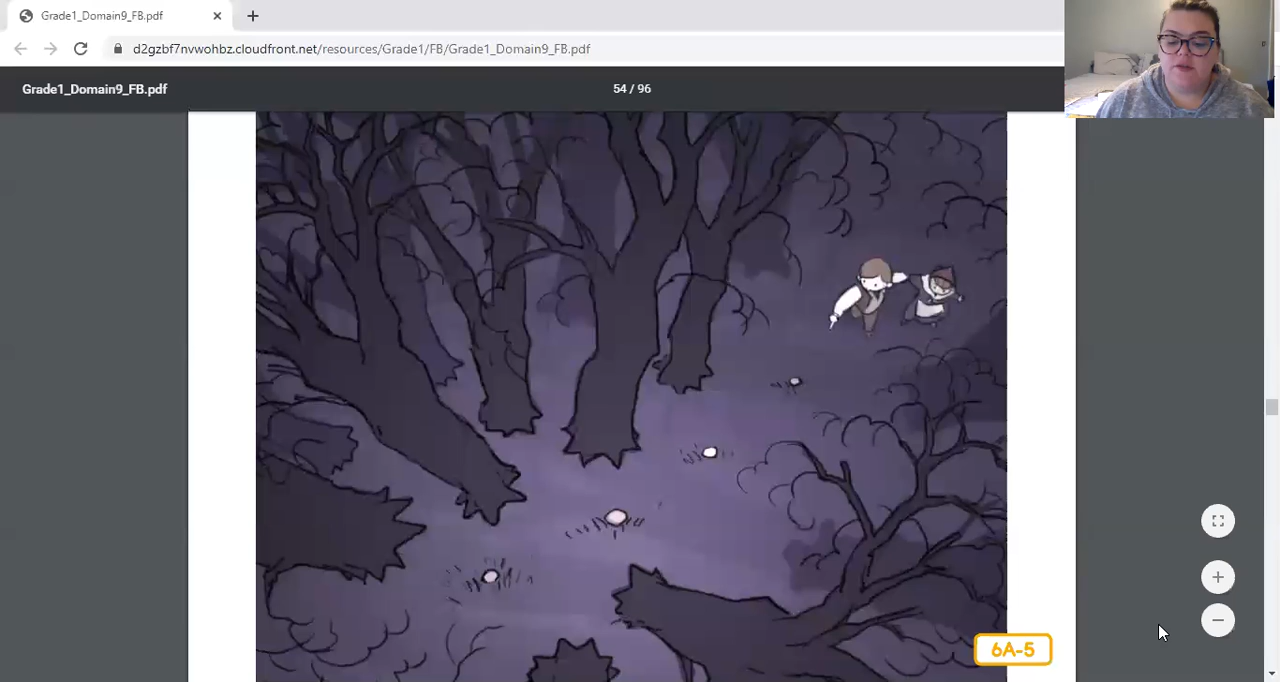 Grade1_Domain9_FB.pdf
d2gzbf7nvwohbz.cloudfront.net/resources/Grade1/FB/Grade1_Domain9_FB.pdf
Grade1_Domain9_FB.pdf
54 / 96
6A-5